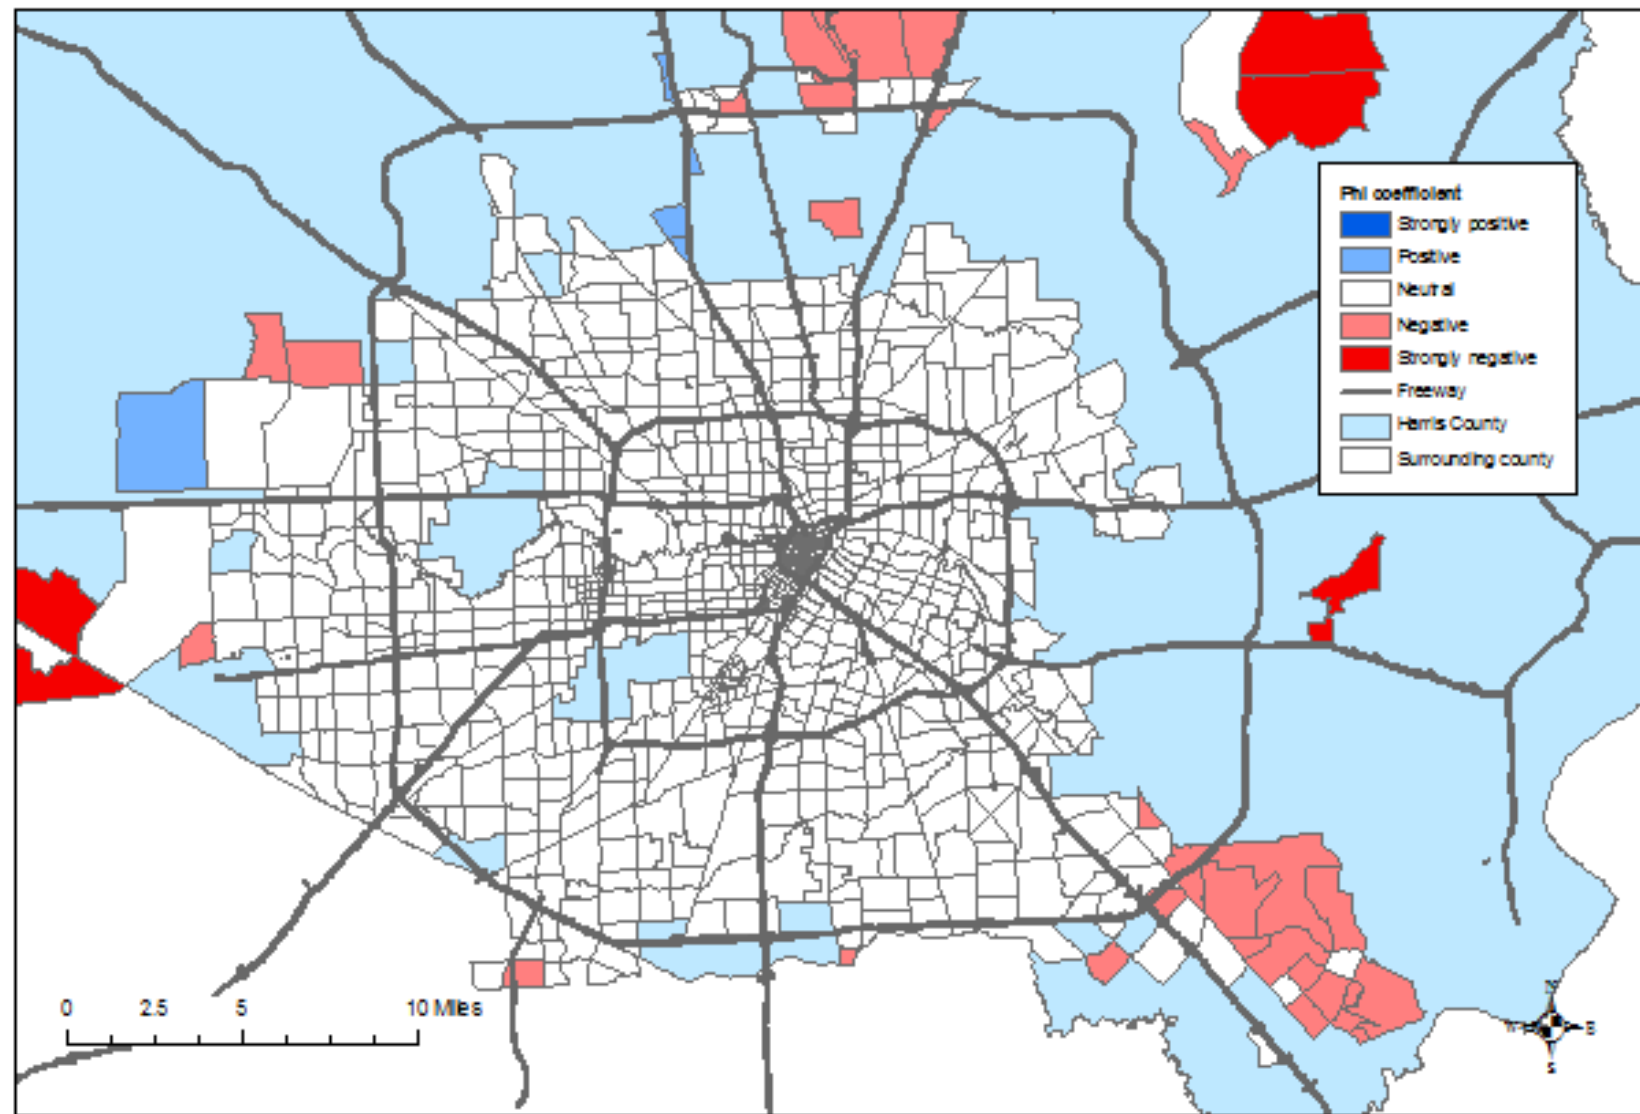 Phi coefficient
Strongly positive
Postive
Neutral
Negative
Strongly negative
Freeway
Harris County
Surrounding county
0 2.5 5 10 Miles
N
W E
S